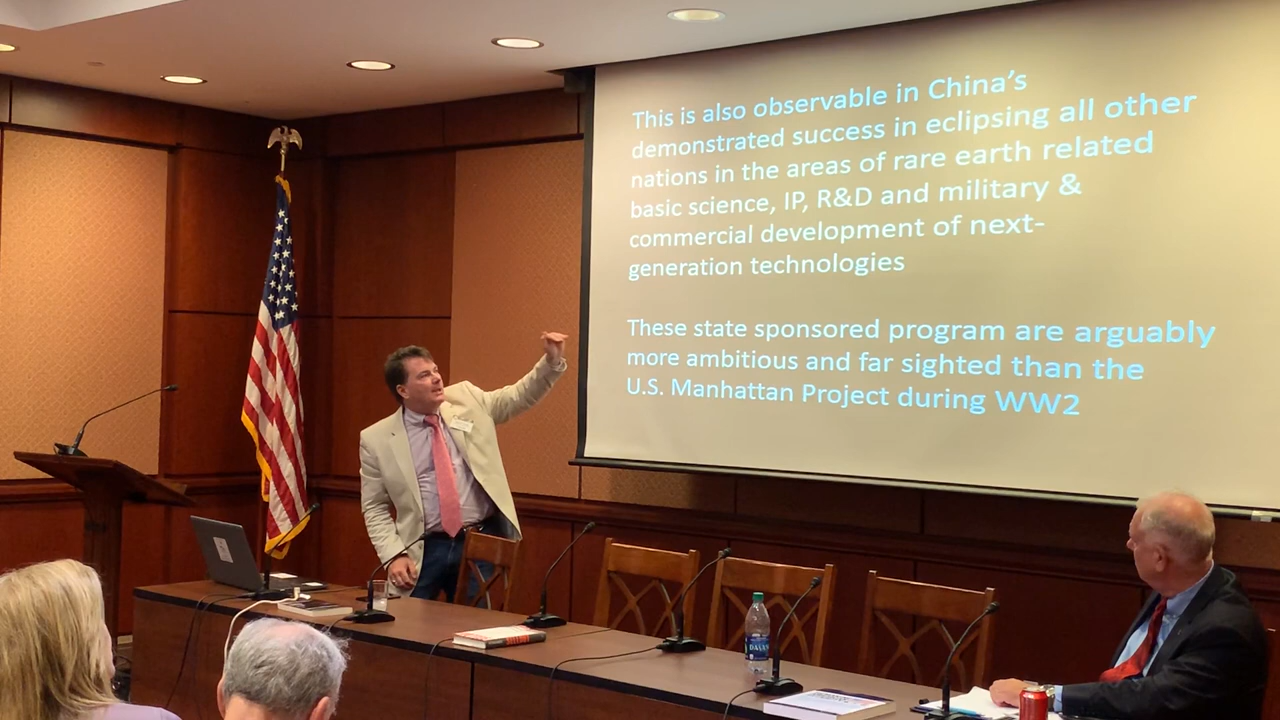 This is also observable in China's
demonstrated success in eclipsing all other
nations in the areas of rare earth related
basic science, IP, R&D and military &
commercial development of next-
generation technologies
These state sponsored program are arguably
more ambitious and far sighted than the
U.S. Manhattan Project during WW2